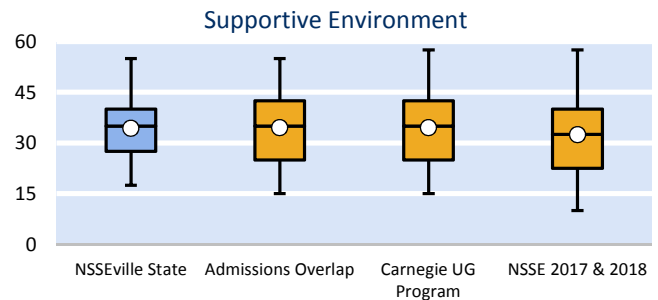 Supportive Environment
60
45
30
15
0
NSSEville State
Admissions Overlap
Carnegie UG
Program
NSSE 2017 & 2018